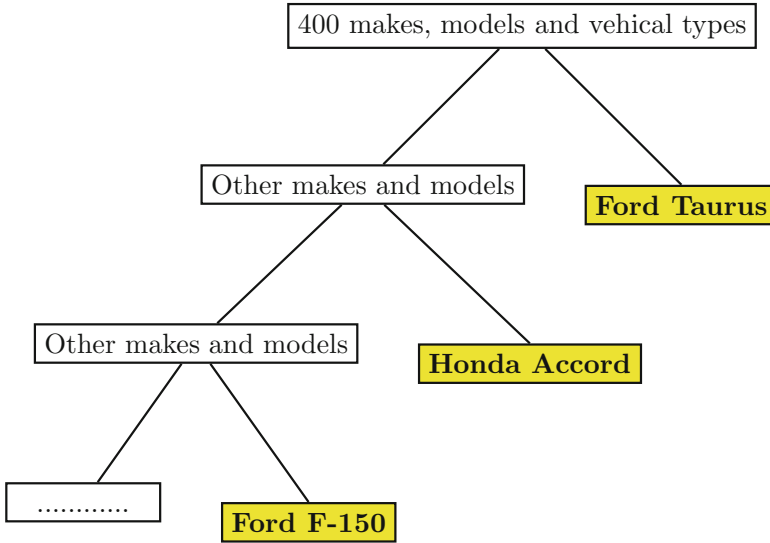 400 makes, models and vehical types
Other makes and models
Ford Taurus
Other makes and models
Honda Accord
............
Ford F-150